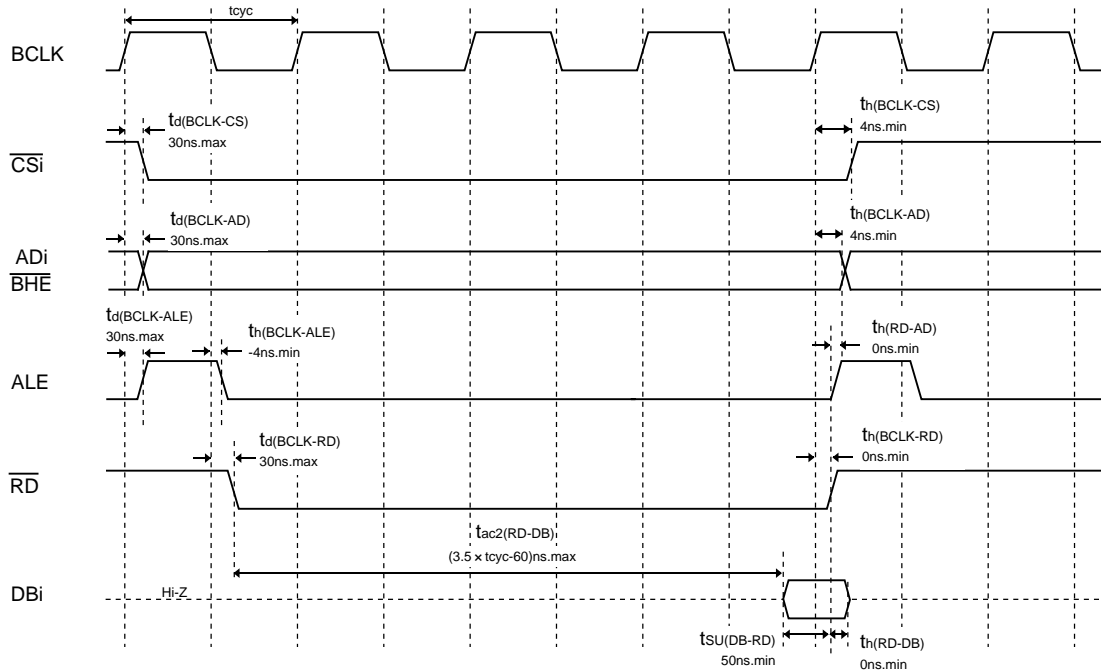 tcyc
BCLK
td(BCLK-CS)
30ns.max
th(BCLK-CS)
4ns.min
CSi
td(BCLK-AD)
30ns.max
th(BCLK-AD)
4ns.min
ADi
BHE
td(BCLK-ALE)
30ns.max
th(BCLK-ALE)
-4ns.min
th(RD-AD)
0ns.min
ALE
td(BCLK-RD)
30ns.max
th(BCLK-RD)
0ns.min
RD
tac2(RD-DB)
(3.5 × tcyc-60)ns.max
DBi
Hi-Z
tSU(DB-RD)
50ns.min
th(RD-DB)
0ns.min